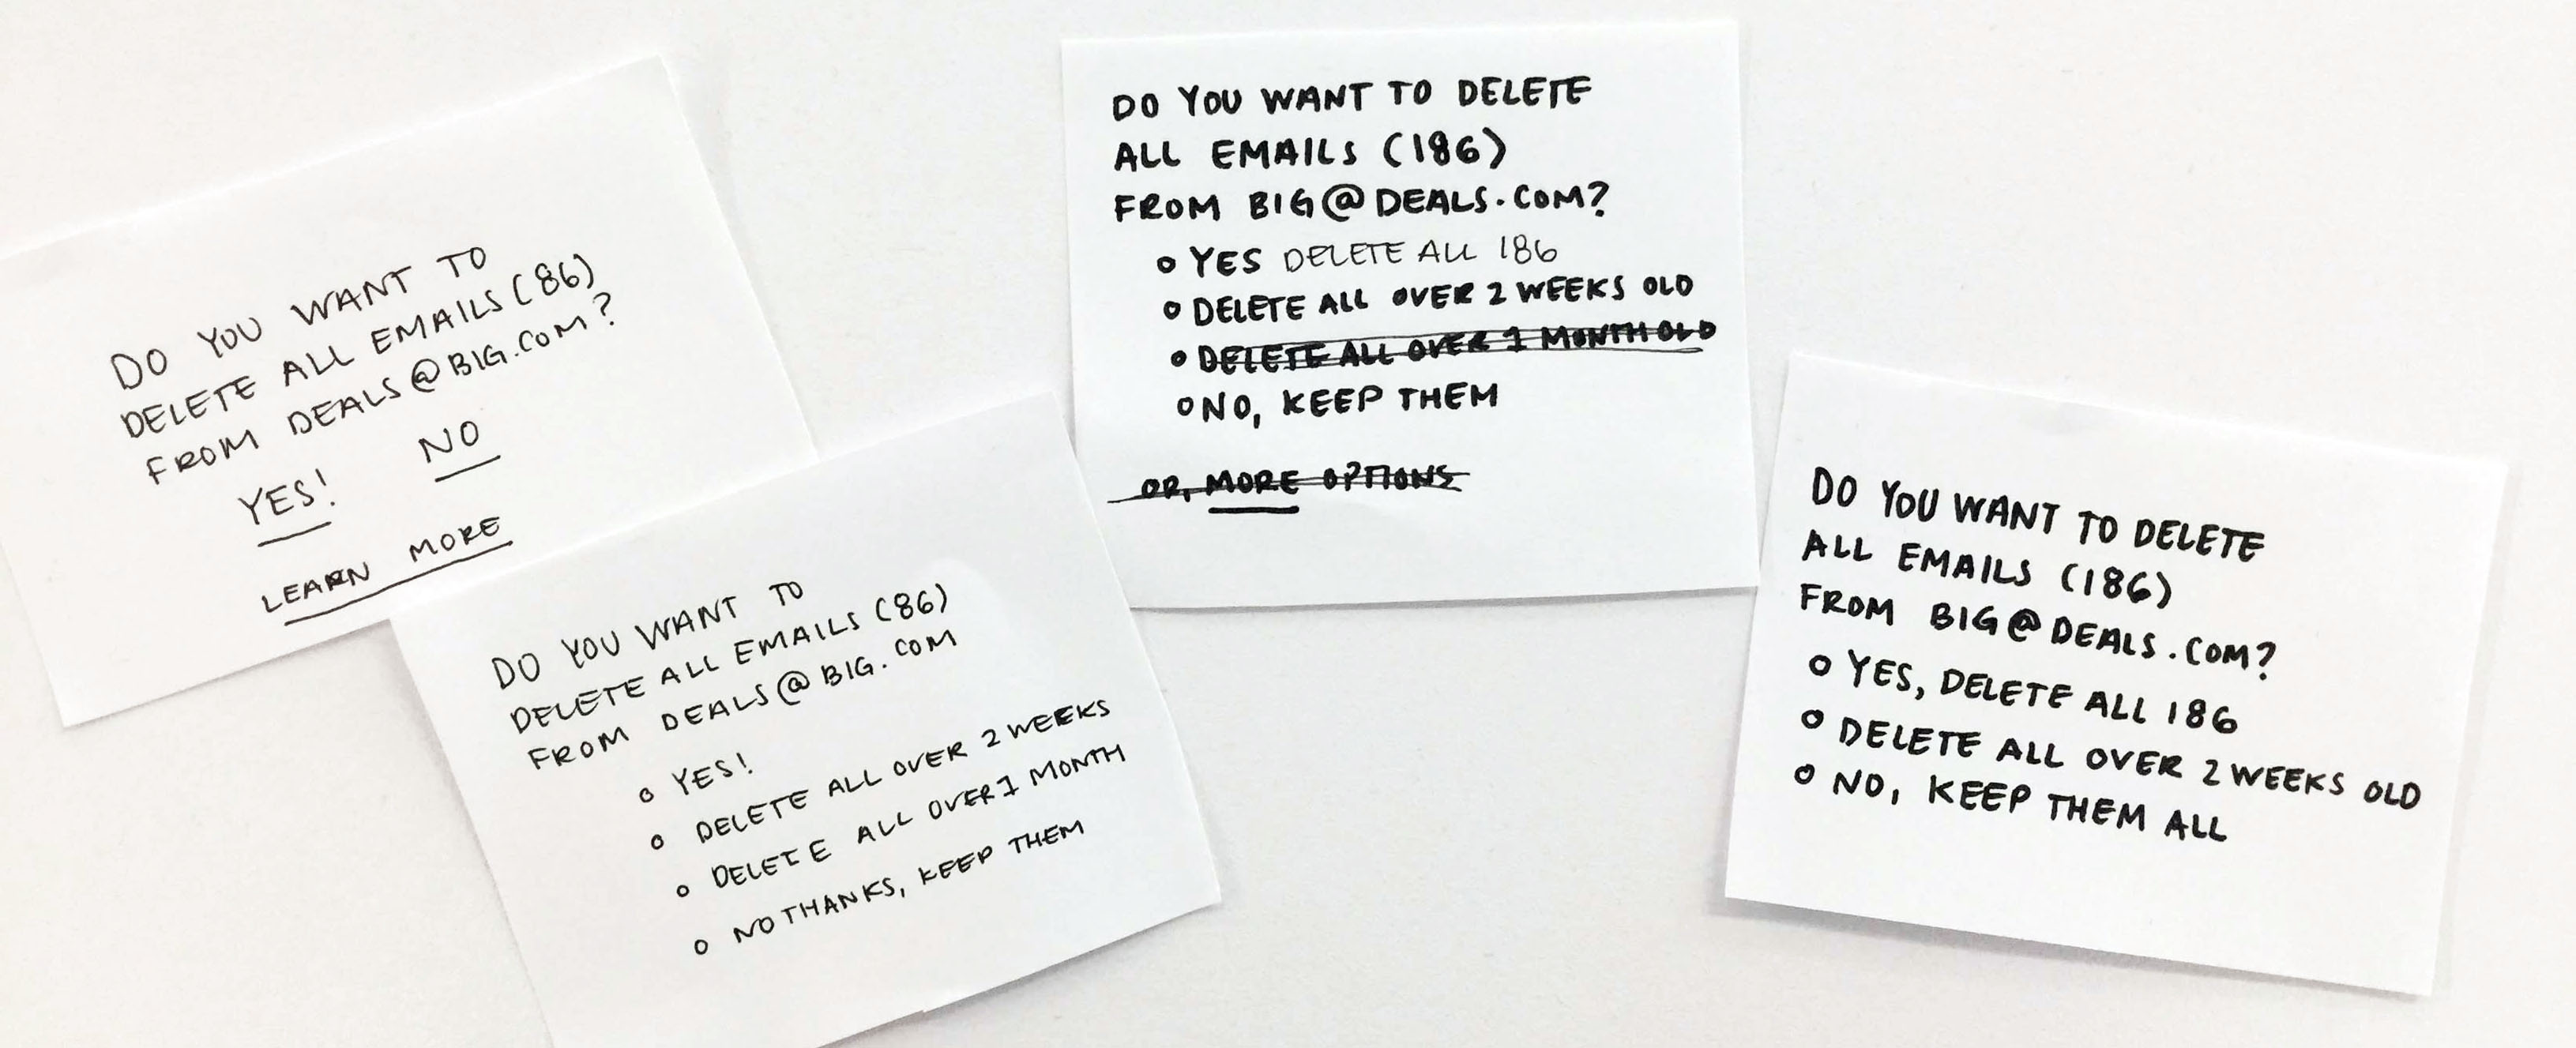 DO YOU WANT TO
DELETE ALL EMAILS (86)
FROM DEALS@BIG.COM?
YES! NO
LEARN MORE
DO YOU WANT TO
DELETE ALL EMAILS (86)
FROM DEALS@BIG.COM
YES!
DELETE ALL OVER 2 WEEKS
DELETE ALL OVER 1 MONTH
NO THANKS, KEEP THEM
DO YOU WANT TO DELETE
ALL EMAILS (186)
FROM BIG@DEALS.COM?
YES DELETE ALL 186
DELETE ALL OVER 2 WEEKS OLD
DELETE ALL OVER 1 MONTH OLD
NO, KEEP THEM
OR, MORE OPTIONS
DO YOU WANT TO DELETE
ALL EMAILS (186)
FROM BIG@DEALS.COM?
YES, DELETE ALL 186
DELETE ALL OVER 2 WEEKS OLD
NO, KEEP THEM ALL